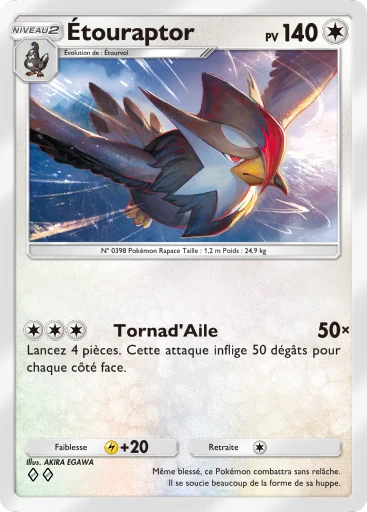 NIVEAU 2 Étouraptor PV 140
Évolution de : Étourvol
N° 0398 Pokémon Rapace Taille : 1,2 m Poids : 24,9 kg
Tornad'Aile 50×
Lancez 4 pièces. Cette attaque inflige 50 dégâts pour
chaque côté face.
Faiblesse +20 Retraite
Illus. AKIRA EGAWA
Même blessé, ce Pokémon combattra sans relâche.
Il se soucie beaucoup de la forme de sa huppe.